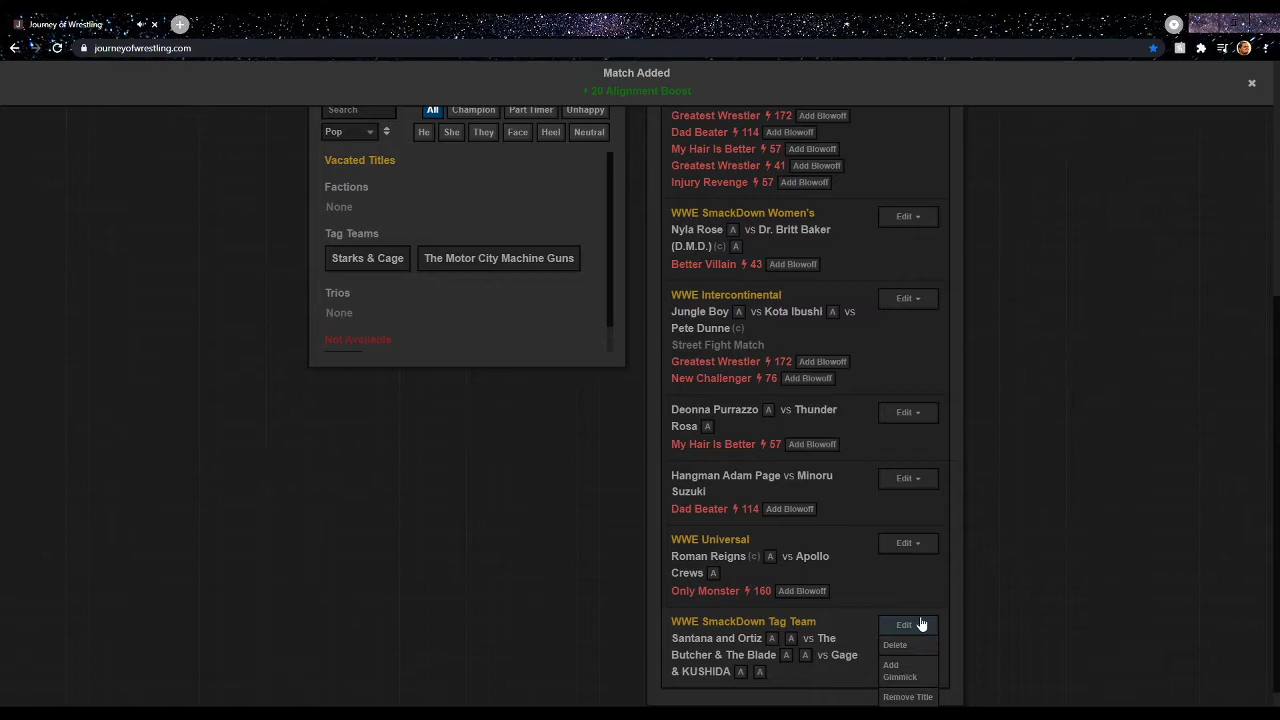 Journey of Wrestling
journeyofwrestling.com
Match Added
+ 20 Alignment Boost
Search
All
Champion
Part Timer
Unhappy
Pop
He
She
They
Face
Heel
Neutral
Vacated Titles
Factions
None
Tag Teams
Starks & Cage
The Motor City Machine Guns
Trios
None
Not Available
Greatest Wrestler 172 Add Blowoff
Dad Beater 114 Add Blowoff
My Hair Is Better 57 Add Blowoff
Greatest Wrestler 41 Add Blowoff
Injury Revenge 57 Add Blowoff
WWE SmackDown Women's
Edit
Nyla Rose A vs Dr. Britt Baker
(D.M.D.) (c) A
Better Villain 43 Add Blowoff
WWE Intercontinental
Edit
Jungle Boy A vs Kota Ibushi A vs
Pete Dunne (c)
Street Fight Match
Greatest Wrestler 172 Add Blowoff
New Challenger 76 Add Blowoff
Deonna Purrazzo A vs Thunder
Edit
Rosa A
My Hair Is Better 57 Add Blowoff
Hangman Adam Page vs Minoru
Edit
Suzuki
Dad Beater 114 Add Blowoff
WWE Universal
Edit
Roman Reigns (c) A vs Apollo
Crews A
Only Monster 160 Add Blowoff
WWE SmackDown Tag Team
Edit
Santana and Ortiz A A vs The
Butcher & The Blade A A vs Gage
& KUSHIDA A A
Delete
Add
Gimmick
Remove Title